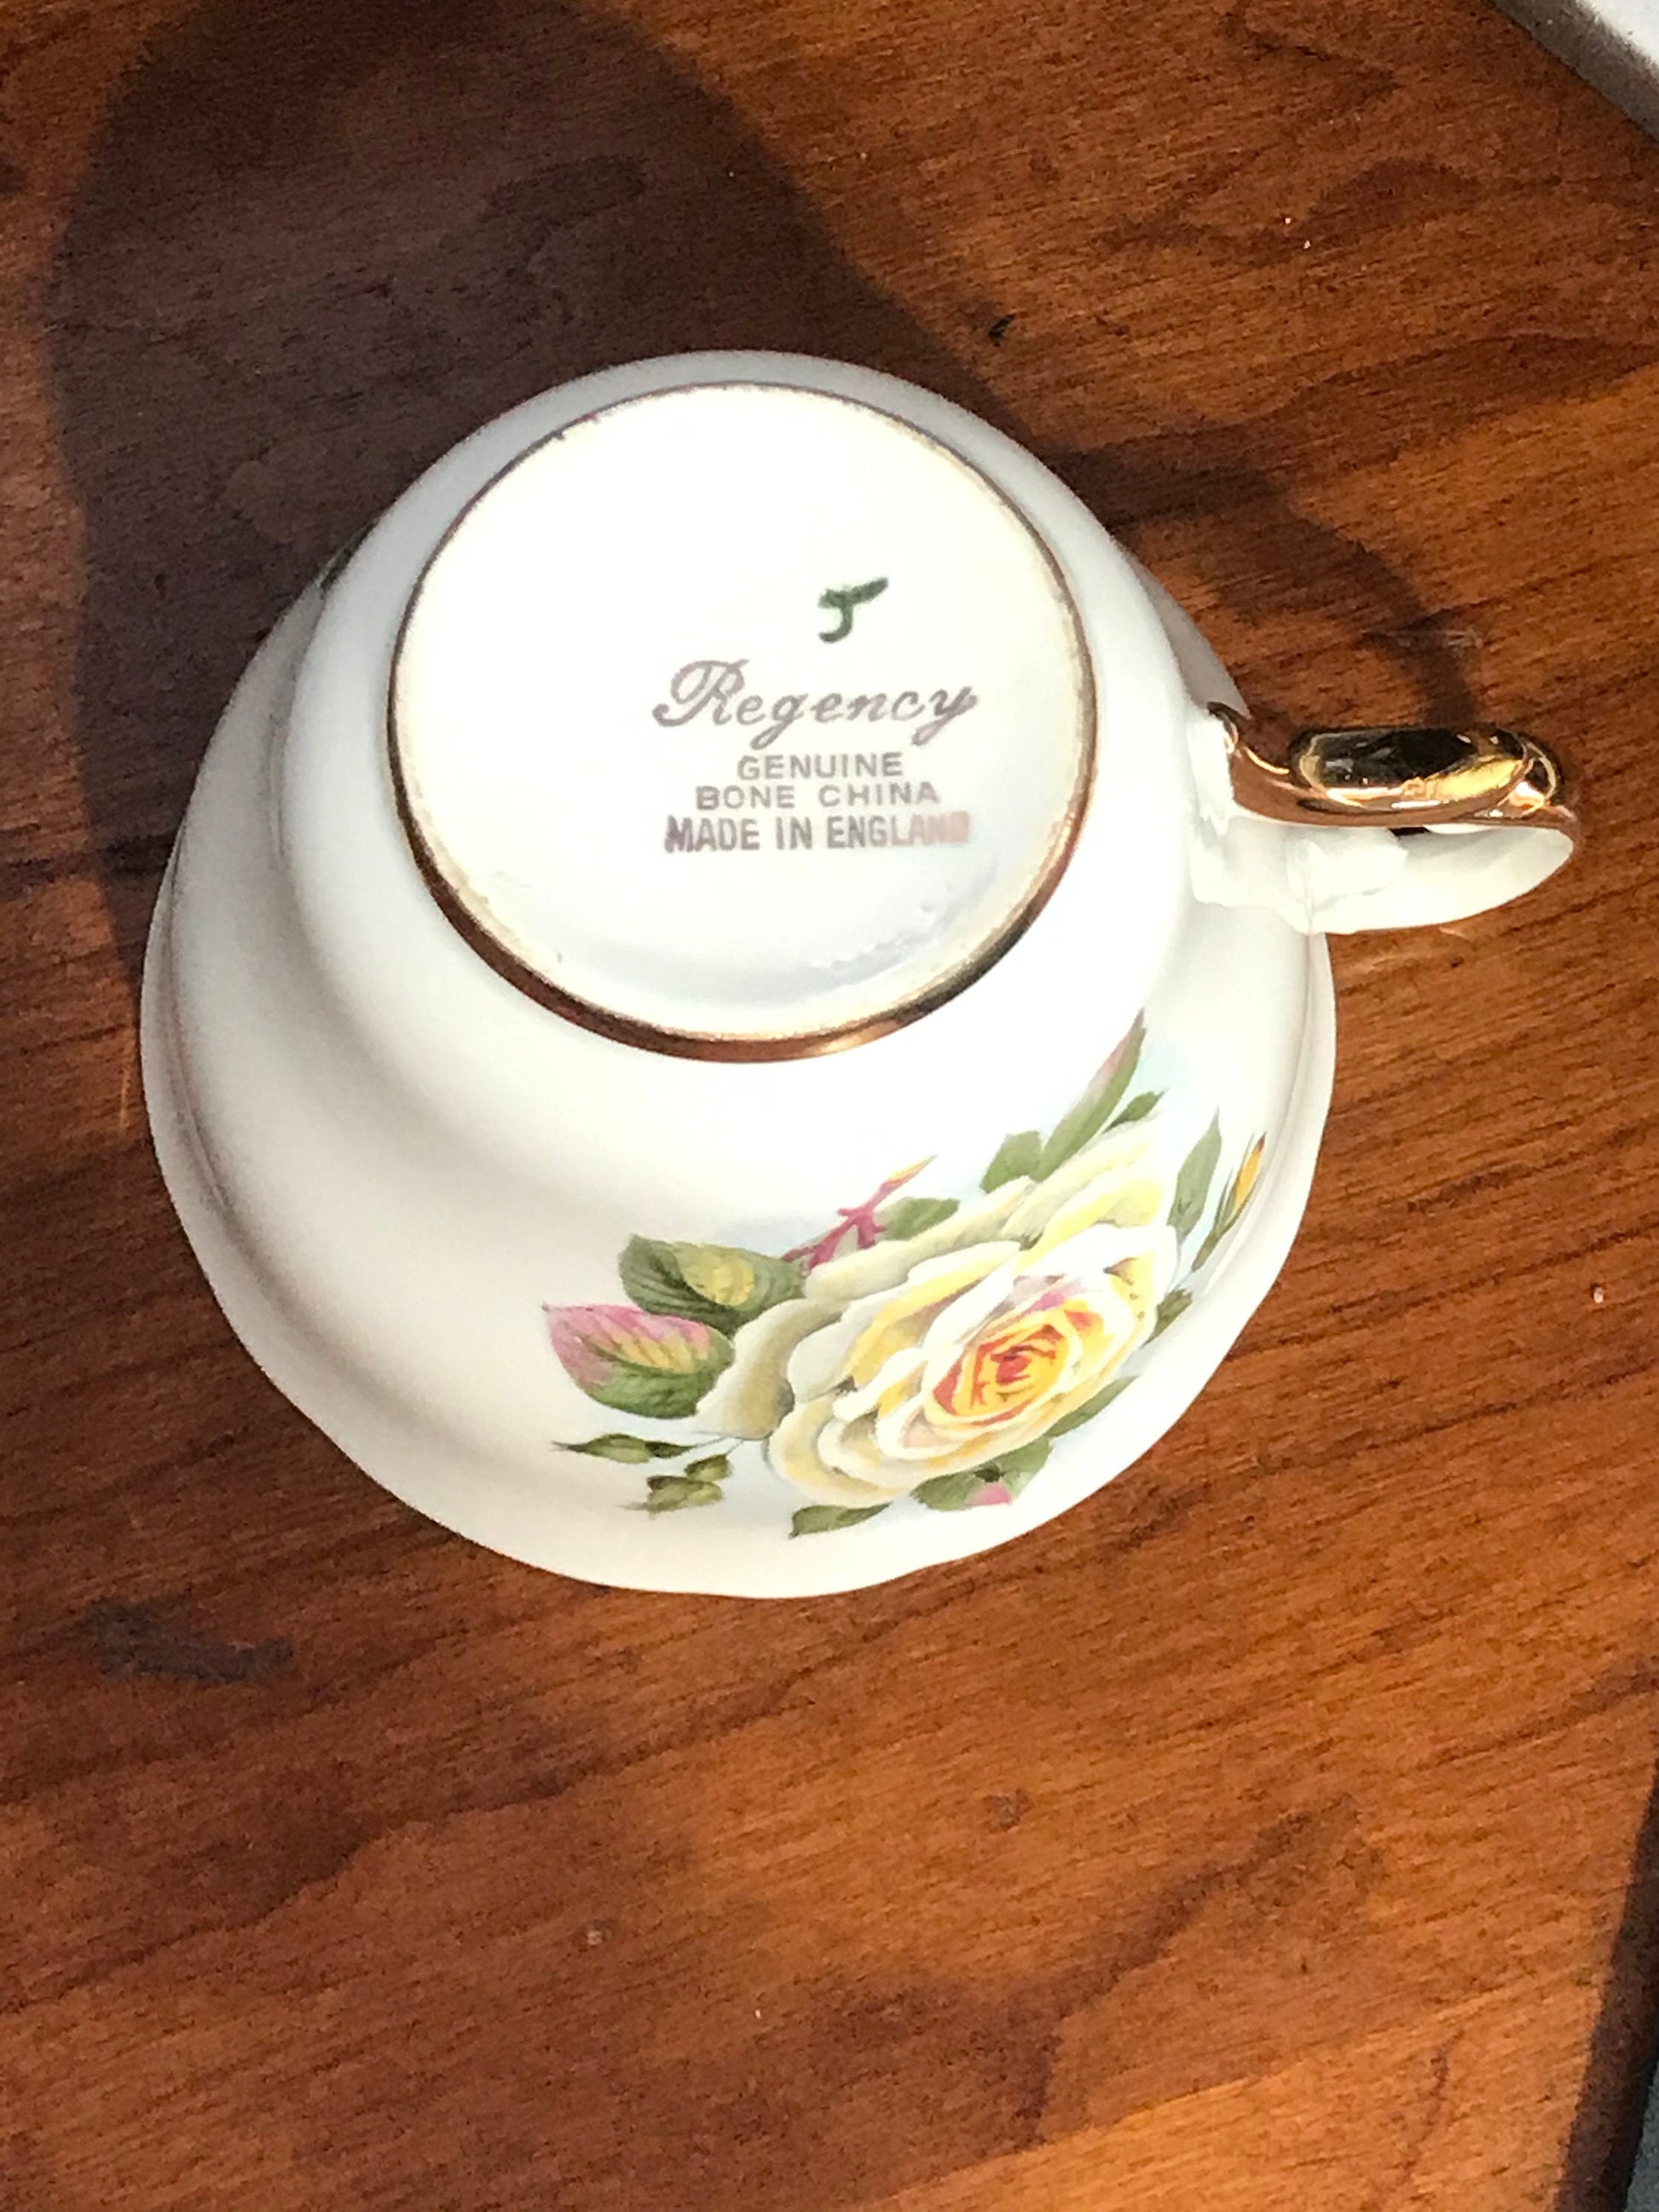 J
Regency
GENUINE
BONE CHINA
MADE IN ENGLAND